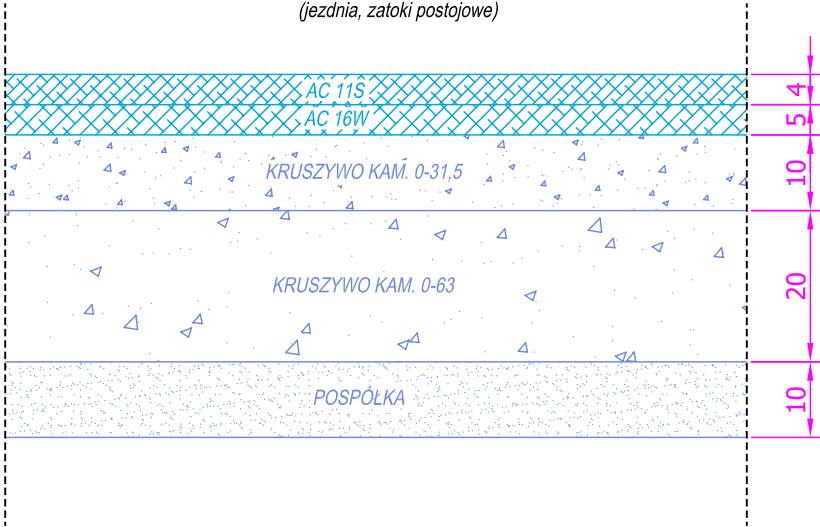 (jezdnia, zatoki postojowe)
AC 11S
4
AC 16W
5
KRUSZYWO KAM. 0-31,5
10
KRUSZYWO KAM. 0-63
20
POSPÓŁKA
10